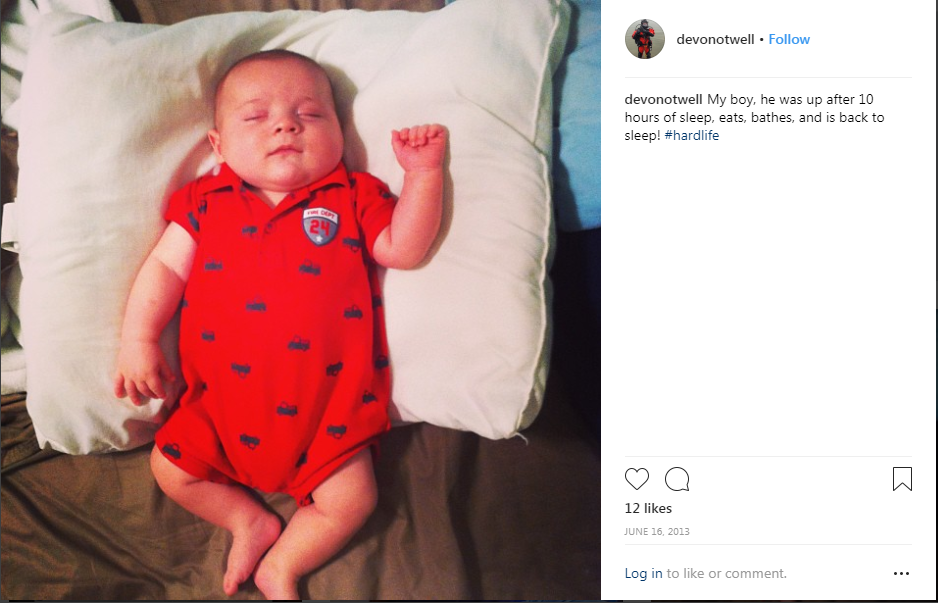 FIRE DEPT
24
devonotwell • Follow
devonotwell My boy, he was up after 10
hours of sleep, eats, bathes, and is back to
sleep! #hardlife
12 likes
JUNE 16, 2013
Log in to like or comment.